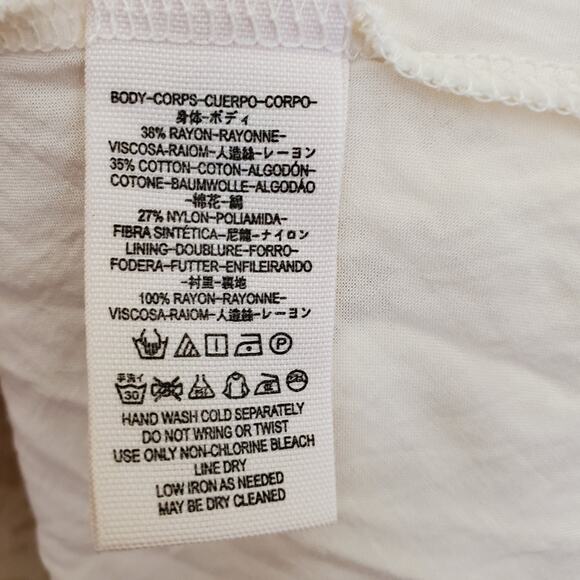 BODY-CORPS-CUERPO-CORPO-
身体-ボディ
38% RAYON-RAYONNE-
VISCOSA-RAIOM-人造絲-レーヨン
35% COTTON-COTON-ALGODÓN-
COTONE-BAUMWOLLE-ALGODÃO
-棉花-綿
27% NYLON-POLIAMIDA-
FIBRA SINTÉTICA-尼龍-ナイロン
LINING-DOUBLURE-FORRO-
FODERA-FUTTER-ENFILEIRANDO
-衬里-裏地
100% RAYON-RAYONNE-
VISCOSA-RAIOM-人造絲-レーヨン
P
手洗イ
30
HAND WASH COLD SEPARATELY
DO NOT WRING OR TWIST
USE ONLY NON-CHLORINE BLEACH
LINE DRY
LOW IRON AS NEEDED
MAY BE DRY CLEANED